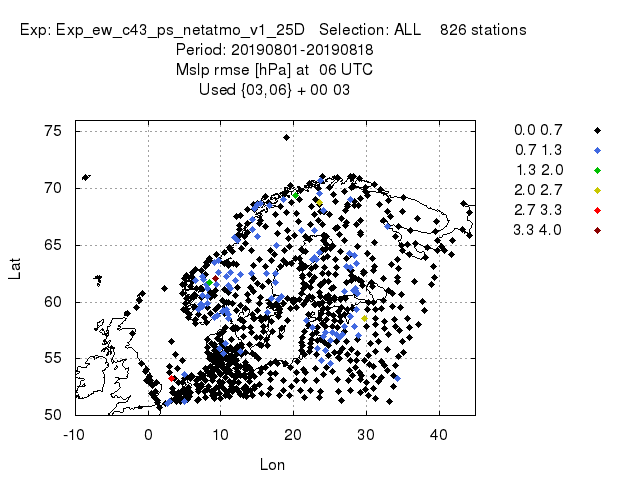 Exp: Exp_ew_c43_ps_netatmo_v1_25D Selection: ALL 826 stations
Period: 20190801-20190818
Mslp rmse [hPa] at 06 UTC
Used {03,06} + 00 03
75
70
65
60
55
50
Lat
-10 0 10 20 30 40
Lon
0.0 0.7
0.7 1.3
1.3 2.0
2.0 2.7
2.7 3.3
3.3 4.0